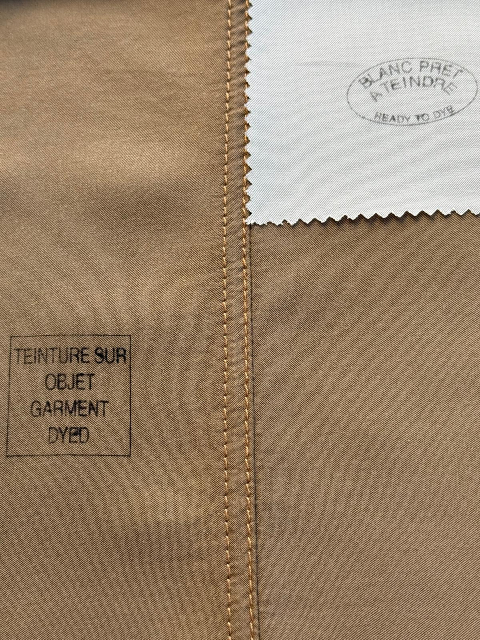 BLANC PRET
A TEINDRE
READY TO DYE
TEINTURE SUR
OBJET
GARMENT
DYED